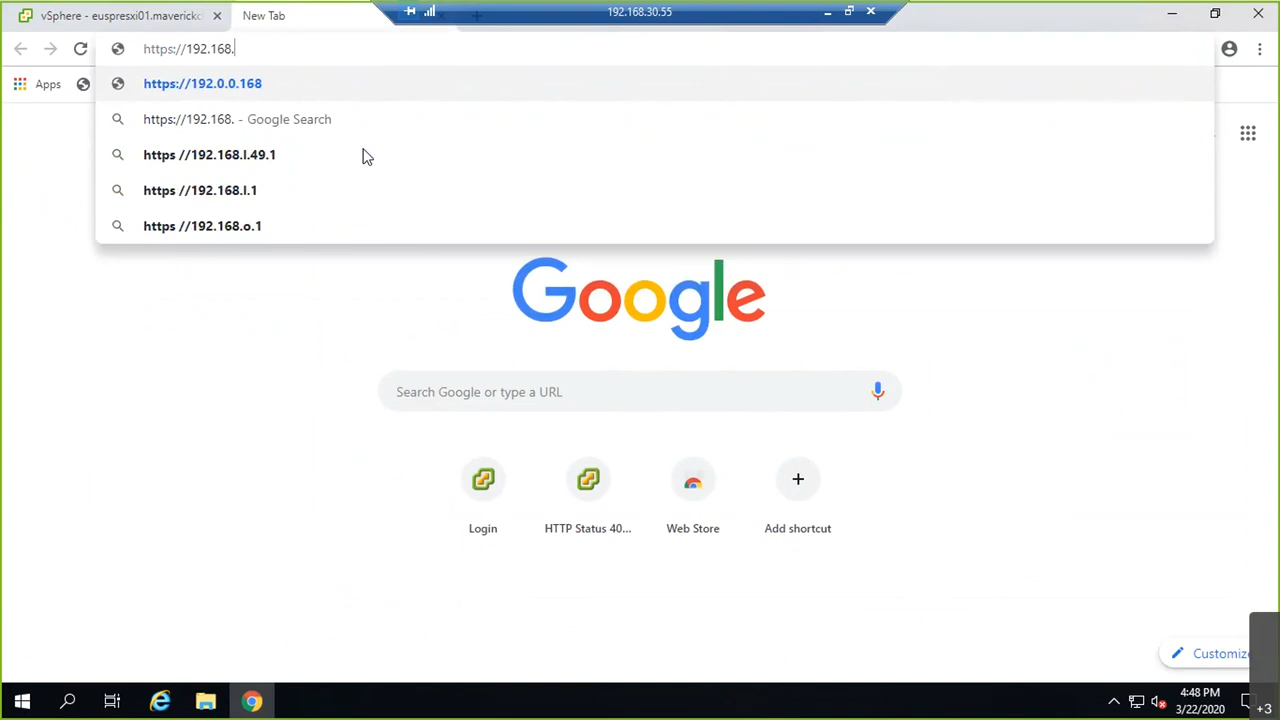 vSphere - euspresxi01.maverickc
New Tab
192.168.30.55
https://192.168.
Apps
https://192.0.0.168
https://192.168. - Google Search
https //192.168.l.49.1
https //192.168.l.1
https //192.168.o.1
Google
Search Google or type a URL
Login
HTTP Status 40...
Web Store
Add shortcut
Customize
4:48 PM
3/22/2020
+3